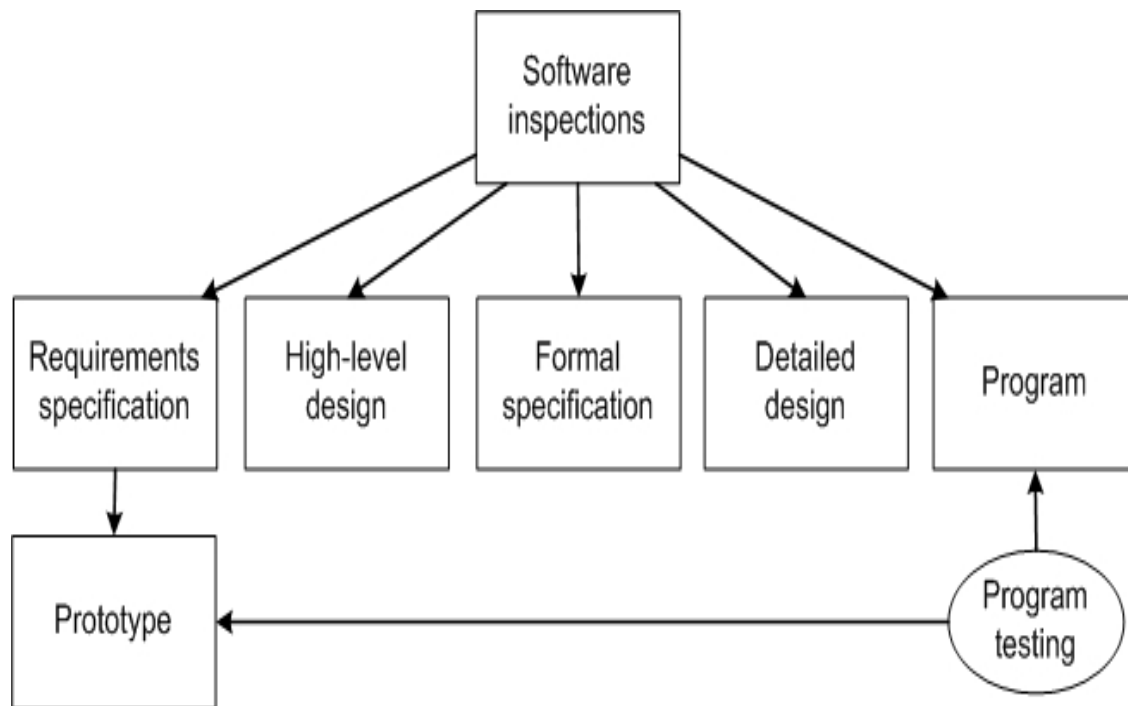 Software
inspections
Requirements
specification
High-level
design
Formal
specification
Detailed
design
Program
Prototype
Program
testing